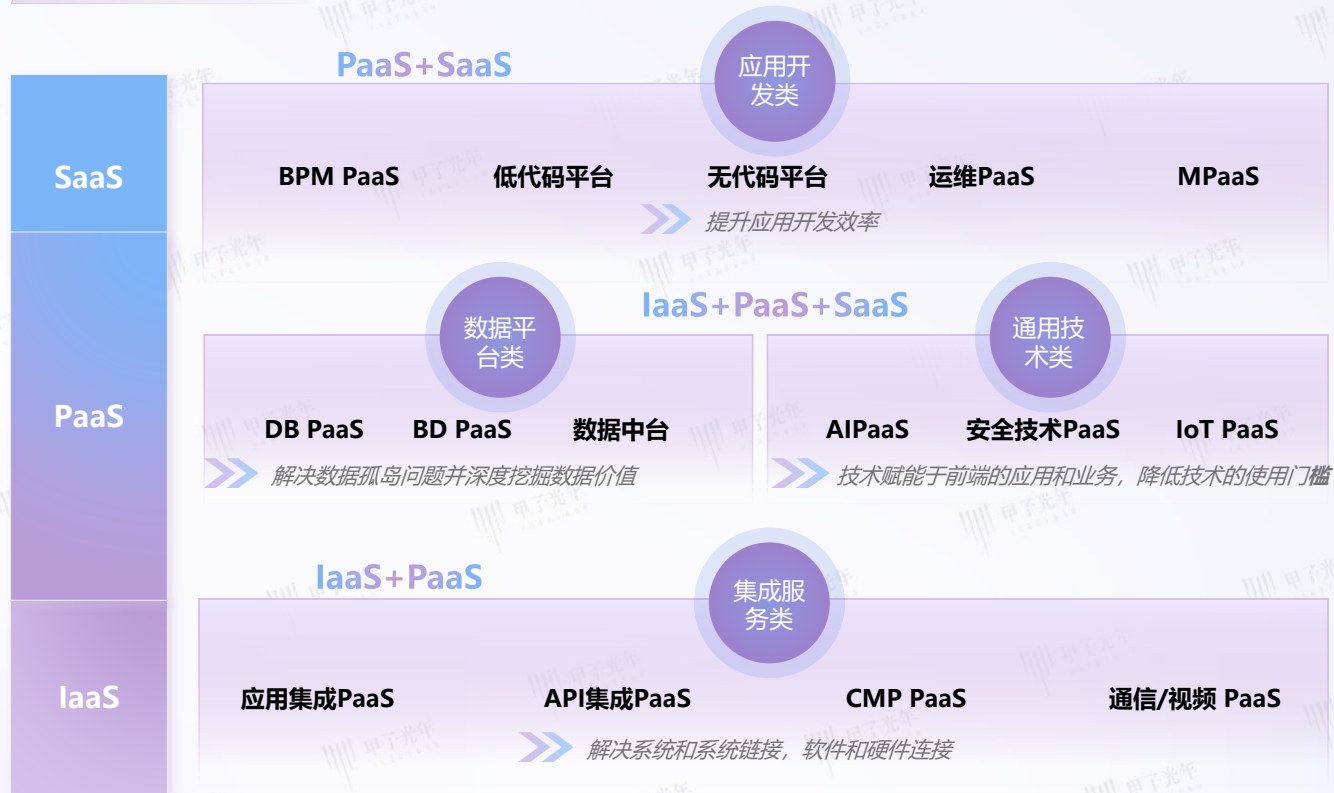 PaaS+SaaS
应用开
发类
SaaS
BPM PaaS 低代码平台 无代码平台 运维PaaS MPaaS
提升应用开发效率
IaaS+PaaS+SaaS
数据平
台类
通用技
术类
PaaS
DB PaaS BD PaaS 数据中台
AIPaaS 安全技术PaaS IoT PaaS
解决数据孤岛问题并深度挖掘数据价值
技术赋能于前端的应用和业务，降低技术的使用门槛
IaaS+PaaS
集成服
务类
IaaS
应用集成PaaS API集成PaaS CMP PaaS 通信/视频 PaaS
解决系统和系统链接，软件和硬件连接
甲子光年